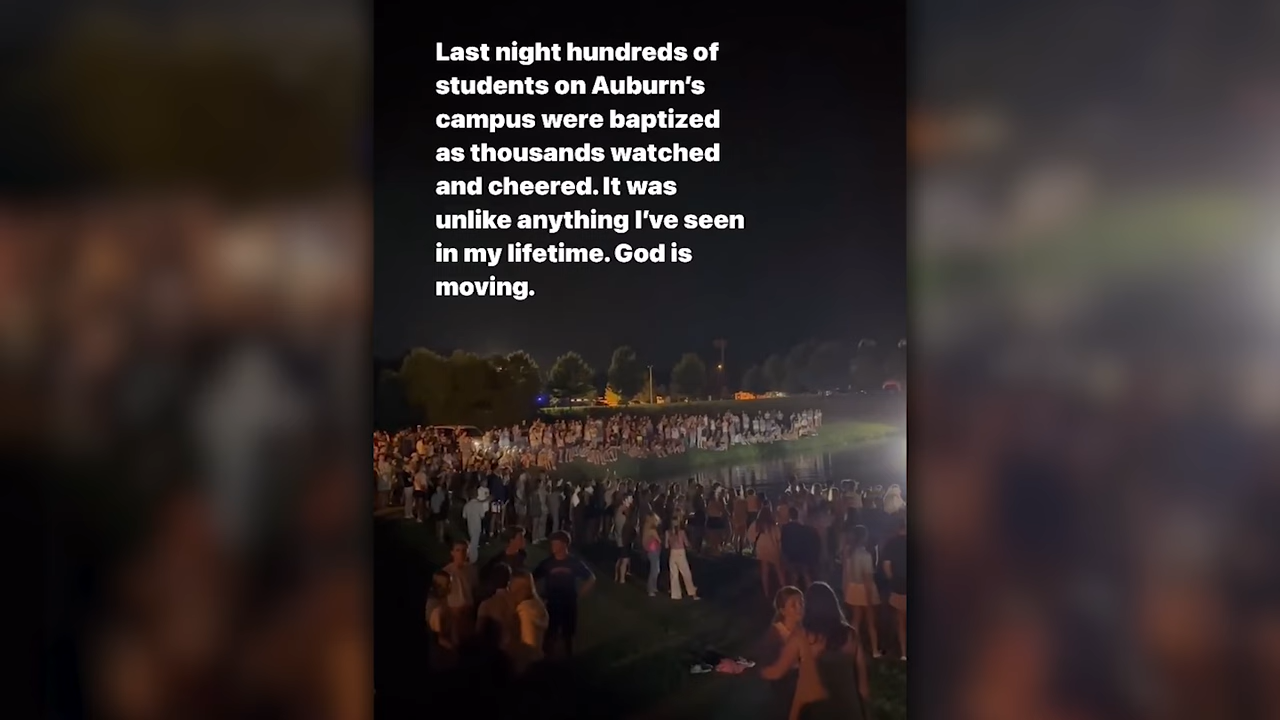 Last night hundreds of
students on Auburn’s
campus were baptized
as thousands watched
and cheered. It was
unlike anything I’ve seen
in my lifetime. God is
moving.